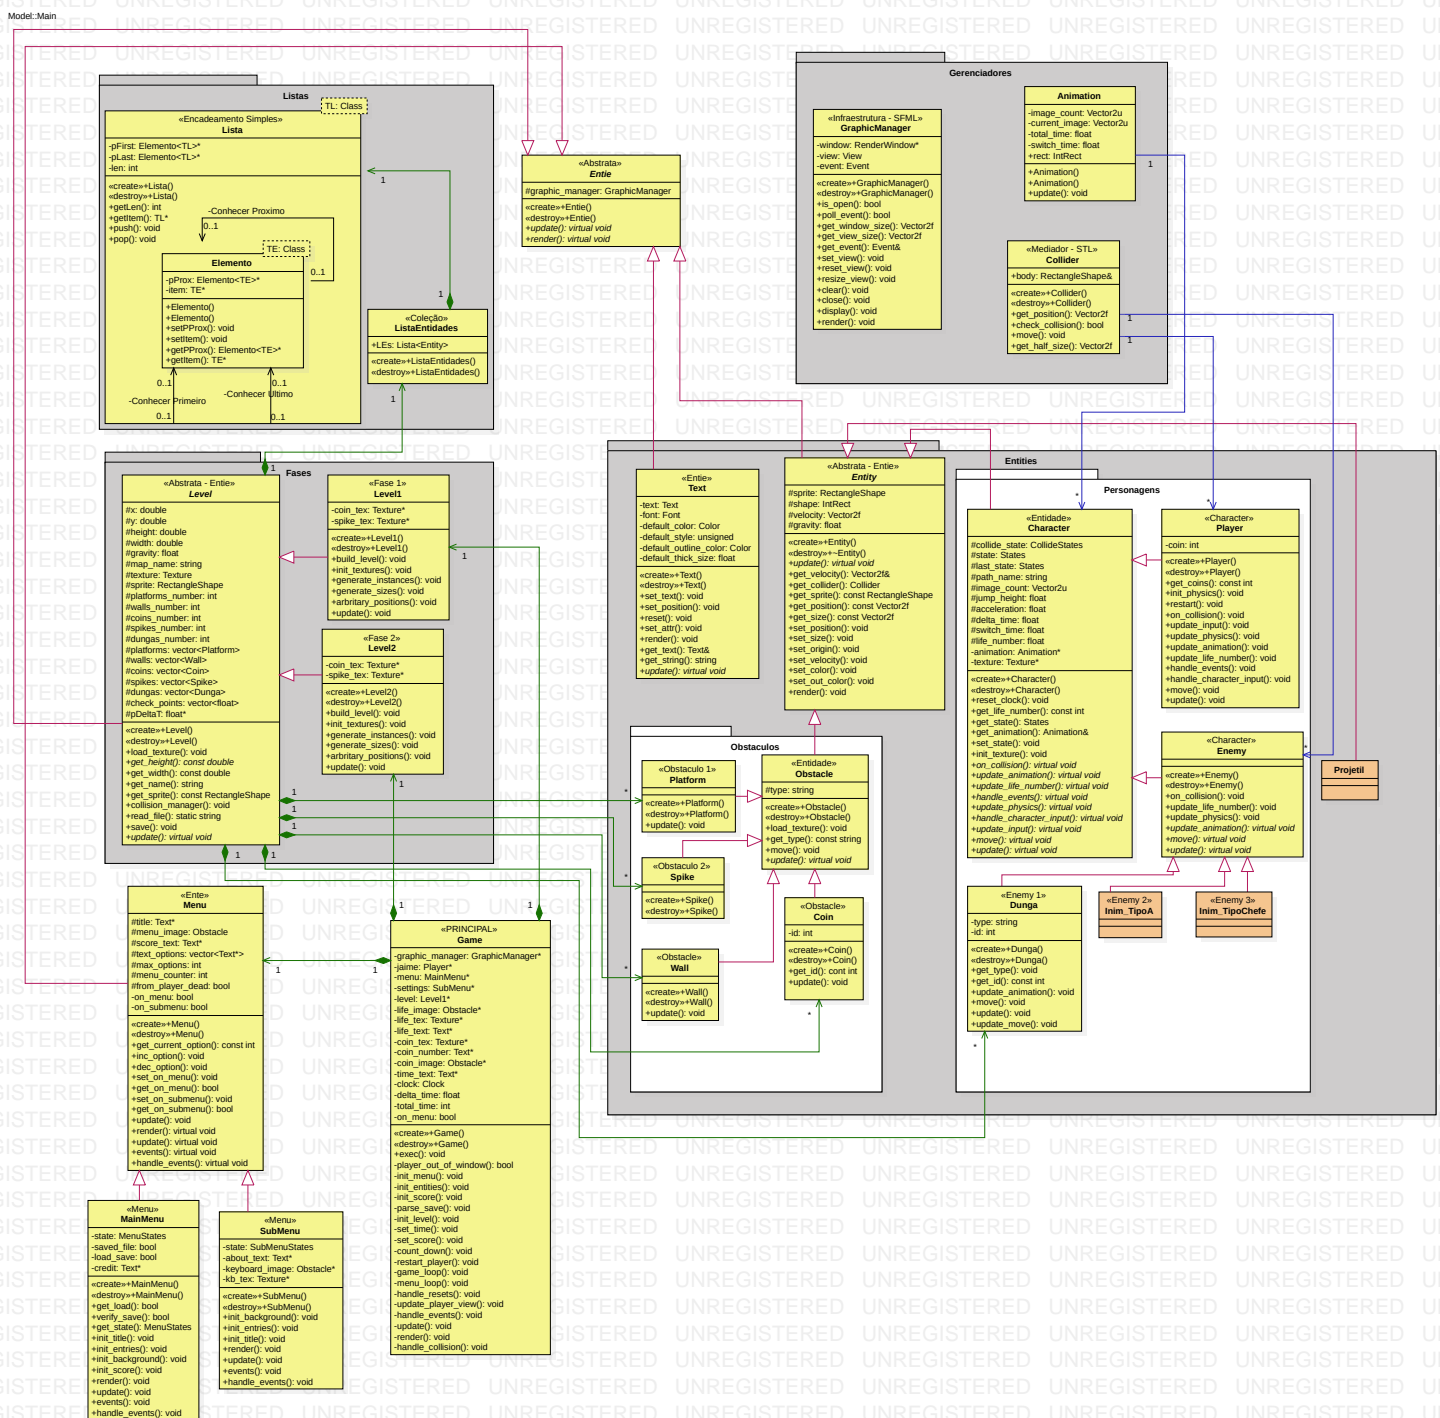 Model::Main
Listas
TL: Class
«Encadeamento Simples»
Lista
-pFirst: Elemento<TL>*
-pLast: Elemento<TL>*
-len: int
«create»+Lista()
«destroy»+Lista()
+getLen(): int
+getItem(): TL*
+push(): void
+pop(): void
-Conhecer Proximo
0..1
TE: Class
Elemento
0..1
-pProx: Elemento<TE>*
-item: TE*
+Elemento()
+Elemento()
+setPProx(): void
+setItem(): void
+getPProx(): Elemento<TE>*
+getItem(): TE*
0..1
0..1
-Conhecer Primeiro
-Conhecer Ultimo
0..1
0..1
1
1
«Coleção»
ListaEntidades
+LEs: Lista<Entity>
«create»+ListaEntidades()
«destroy»+ListaEntidades()
1
«Abstrata»
Entie
#graphic_manager: GraphicManager
«create»+Entie()
«destroy»+Entie()
+update(): virtual void
+render(): virtual void
Gerenciadores
«Infraestrutura - SFML»
GraphicManager
-window: RenderWindow*
-view: View
-event: Event
«create»+GraphicManager()
«destroy»+GraphicManager()
+is_open(): bool
+poll_event(): bool
+get_window_size(): Vector2f
+get_view_size(): Vector2f
+get_event(): Event&
+set_view(): void
+reset_view(): void
+resize_view(): void
+clear(): void
+close(): void
+display(): void
+render(): void
Animation
-image_count: Vector2u
-current_image: Vector2u
-total_time: float
-switch_time: float
+rect: IntRect
+Animation()
+Animation()
+update(): void
1
«Mediador - STL»
Collider
+body: RectangleShape&
«create»+Collider()
«destroy»+Collider()
+get_position(): Vector2f
+check_collision(): bool
+move(): void
+get_half_size(): Vector2f
1
1
Fases
1
«Abstrata - Entie»
Level
#x: double
#y: double
#height: double
#width: double
#gravity: float
#map_name: string
#texture: Texture
#sprite: RectangleShape
#platforms_number: int
#walls_number: int
#coins_number: int
#spikes_number: int
#dungas_number: int
#platforms: vector<Platform>
#walls: vector<Wall>
#coins: vector<Coin>
#spikes: vector<Spike>
#dungas: vector<Dunga>
#check_points: vector<float>
#pDeltaT: float*
«create»+Level()
«destroy»+Level()
+load_texture(): void
+get_height(): const double
+get_width(): const double
+get_name(): string
+get_sprite(): const RectangleShape
+collision_manager(): void
+read_file(): static string
+save(): void
+update(): virtual void
1
1
1
1
1
«Fase 1»
Level1
-coin_tex: Texture*
-spike_tex: Texture*
«create»+Level1()
«destroy»+Level1()
+build_level(): void
+init_textures(): void
+generate_instances(): void
+generate_sizes(): void
+arbritary_positions(): void
+update(): void
1
«Fase 2»
Level2
-coin_tex: Texture*
-spike_tex: Texture*
«create»+Level2()
«destroy»+Level2()
+build_level(): void
+init_textures(): void
+generate_instances(): void
+generate_sizes(): void
+arbritary_positions(): void
+update(): void
1
Entities
«Entie»
Text
-text: Text
-font: Font
-default_color: Color
-default_style: unsigned
-default_outline_color: Color
-default_thick_size: float
«create»+Text()
«destroy»+Text()
+set_text(): void
+set_position(): void
+reset(): void
+set_attr(): void
+render(): void
+get_text(): Text&
+get_string(): string
+update(): virtual void
«Abstrata - Entie»
Entity
#sprite: RectangleShape
#shape: IntRect
#velocity: Vector2f
#gravity: float
«create»+Entity()
«destroy»+~Entity()
+update(): virtual void
+get_velocity(): Vector2f&
+get_collider(): Collider
+get_sprite(): const RectangleShape
+get_position(): const Vector2f
+get_size(): const Vector2f
+set_position(): void
+set_size(): void
+set_origin(): void
+set_velocity(): void
+set_color(): void
+set_out_color(): void
+render(): void
Personagens
*
*
«Entidade»
Character
#collide_state: CollideStates
#state: States
#last_state: States
#path_name: string
#image_count: Vector2u
#jump_height: float
#acceleration: float
#delta_time: float
#switch_time: float
#life_number: float
-animation: Animation*
-texture: Texture*
«create»+Character()
«destroy»+Character()
+reset_clock(): void
+get_life_number(): const int
+get_state(): States
+get_animation(): Animation&
+set_state(): void
+init_texture(): void
+on_collision(): virtual void
+update_animation(): virtual void
+update_life_number(): virtual void
+handle_events(): virtual void
+update_physics(): virtual void
+handle_character_input(): virtual void
+update_input(): virtual void
+move(): virtual void
+update(): virtual void
«Character»
Player
-coin: int
«create»+Player()
«destroy»+Player()
+get_coins(): const int
+init_physics(): void
+restart(): void
+on_collision(): void
+update_input(): void
+update_physics(): void
+update_animation(): void
+update_life_number(): void
+handle_events(): void
+handle_character_input(): void
+move(): void
+update(): void
*
«Character»
Enemy
«create»+Enemy()
«destroy»+Enemy()
+on_collision(): void
+update_life_number(): void
+update_physics(): void
+update_animation(): virtual void
+move(): virtual void
+update(): virtual void
Projetil
«Enemy 1»
Dunga
-type: string
-id: int
«create»+Dunga()
«destroy»+Dunga()
+get_type(): void
+get_id(): const int
+update_animation(): void
+move(): void
+update(): void
+update_move(): void
*
«Enemy 2»
Inim_TipoA
«Enemy 3»
Inim_TipoChefe
Obstaculos
*
«Obstaculo 1»
Platform
«create»+Platform()
«destroy»+Platform()
+update(): void
«Entidade»
Obstacle
#type: string
«create»+Obstacle()
«destroy»+Obstacle()
+load_texture(): void
+get_type(): const string
+move(): void
+update(): virtual void
*
«Obstaculo 2»
Spike
«create»+Spike()
«destroy»+Spike()
*
«Obstacle»
Wall
«create»+Wall()
«destroy»+Wall()
+update(): void
«Obstacle»
Coin
-id: int
«create»+Coin()
«destroy»+Coin()
+get_id(): cont int
+update(): void
*
«Ente»
Menu
#title: Text*
#menu_image: Obstacle
#score_text: Text*
#text_options: vector<Text*>
#max_options: int
#menu_counter: int
#from_player_dead: bool
-on_menu: bool
-on_submenu: bool
«create»+Menu()
«destroy»+Menu()
+get_current_option(): const int
+inc_option(): void
+dec_option(): void
+set_on_menu(): void
+get_on_menu(): bool
+set_on_submenu(): void
+get_on_submenu(): bool
+update(): void
+render(): virtual void
+update(): virtual void
+events(): virtual void
+handle_events(): virtual void
1
1
1
1
«PRINCIPAL»
Game
-graphic_manager: GraphicManager*
-jaime: Player*
-menu: MainMenu*
-settings: SubMenu*
-level: Level1*
-life_image: Obstacle*
-life_tex: Texture*
-life_text: Text*
-coin_tex: Texture*
-coin_number: Text*
-coin_image: Obstacle*
-time_text: Text*
-clock: Clock
-delta_time: float
-total_time: int
-on_menu: bool
«create»+Game()
«destroy»+Game()
+exec(): void
-player_out_of_window(): bool
-init_menu(): void
-init_entities(): void
-init_score(): void
-parse_save(): void
-init_level(): void
-set_time(): void
-set_score(): void
-count_down(): void
-restart_player(): void
-game_loop(): void
-menu_loop(): void
-handle_resets(): void
-update_player_view(): void
-handle_events(): void
-update(): void
-render(): void
-handle_collision(): void
«Menu»
MainMenu
-state: MenuStates
-saved_file: bool
-load_save: bool
-credit: Text*
«create»+MainMenu()
«destroy»+MainMenu()
+get_load(): bool
+verify_save(): bool
+get_state(): MenuStates
+init_title(): void
+init_entries(): void
+init_background(): void
+init_score(): void
+render(): void
+update(): void
+events(): void
+handle_events(): void
«Menu»
SubMenu
-state: SubMenuStates
-about_text: Text*
-keyboard_image: Obstacle*
-kb_tex: Texture*
«create»+SubMenu()
«destroy»+SubMenu()
+init_background(): void
+init_entries(): void
+init_title(): void
+render(): void
+update(): void
+events(): void
+handle_events(): void